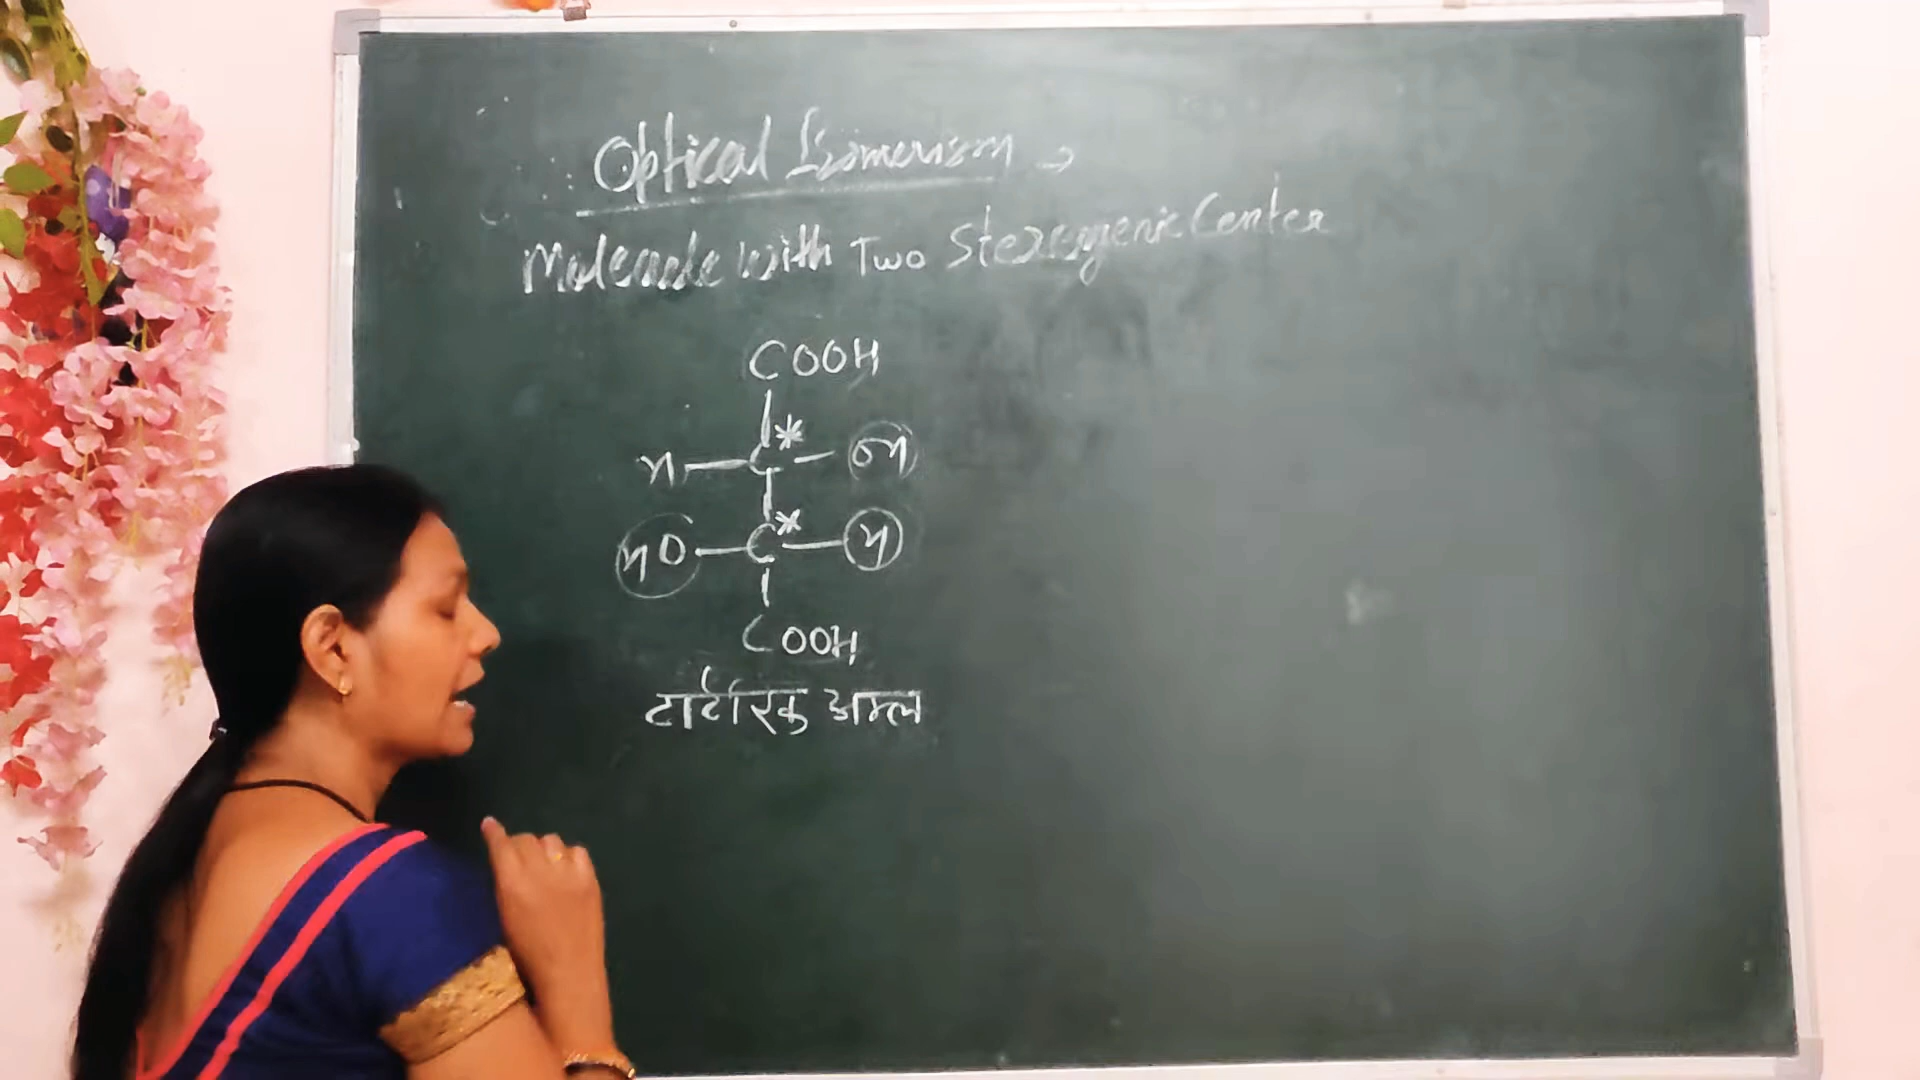 Optical Isomerism →
Molecule with Two Stereogenic Center
COOH
H—C*—OH
HO—C*—H
COOH
टार्टरिक अम्ल